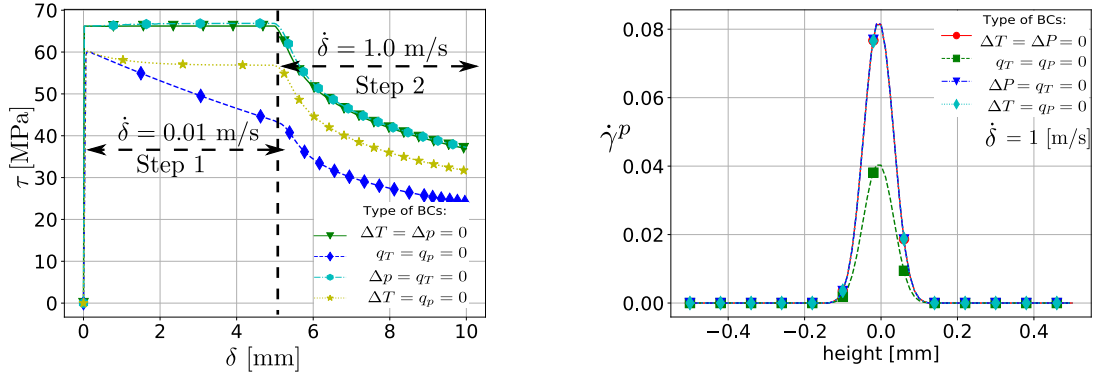 70
60
50
40
30
20
10
0
τ [MPa]
δ̇ = 1.0 m/s
Step 2
δ̇ = 0.01 m/s
Step 1
Type of BCs:
ΔT = Δp = 0
q_T = q_p = 0
Δp = q_T = 0
ΔT = q_p = 0
0 2 4 6 8 10
δ [mm]
0.08
0.06
0.04
0.02
0.00
γ̇^p
Type of BCs:
ΔT = ΔP = 0
q_T = q_P = 0
ΔP = q_T = 0
ΔT = q_P = 0
δ̇ = 1 [m/s]
−0.4 −0.2 0.0 0.2 0.4
height [mm]